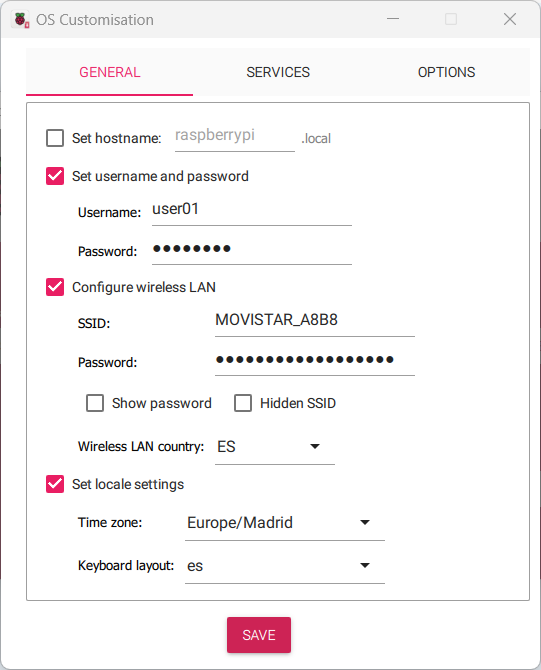 OS Customisation
GENERAL SERVICES OPTIONS
Set hostname: raspberrypi .local
Set username and password
Username: user01
Password: ●●●●●●●●
Configure wireless LAN
SSID: MOVISTAR_A8B8
Password: ●●●●●●●●●●●●●●●●●●
Show password Hidden SSID
Wireless LAN country: ES
Set locale settings
Time zone: Europe/Madrid
Keyboard layout: es
SAVE